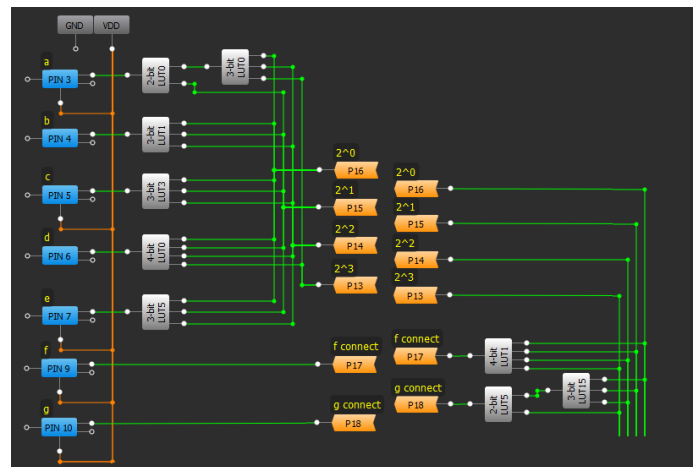 GND VDD
a
PIN 3
2-bit LUT0
3-bit LUT0
b
PIN 4
3-bit LUT1
c
PIN 5
3-bit LUT3
d
PIN 6
4-bit LUT0
e
PIN 7
3-bit LUT5
f
PIN 9
g
PIN 10
2^0
P16
2^1
P15
2^2
P14
2^3
P13
f connect
P17
g connect
P18
2^0
P16
2^1
P15
2^2
P14
2^3
P13
f connect
P17
4-bit LUT1
g connect
P18
2-bit LUT5
3-bit LUT15